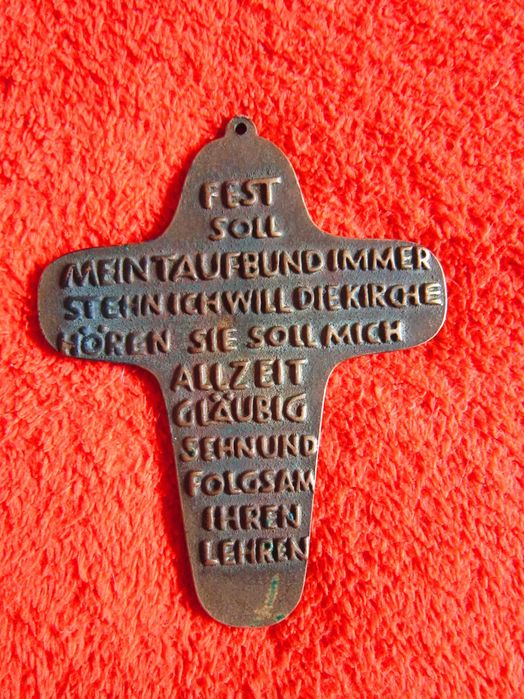 FEST
SOLL
MEIN TAUFBUND IMMER
STEHN ICH WILL DIE KIRCHE
HÖREN SIE SOLL MICH
ALLZEIT
GLÄUBIG
SEHN UND
FOLGSAM
IHREN
LEHREN